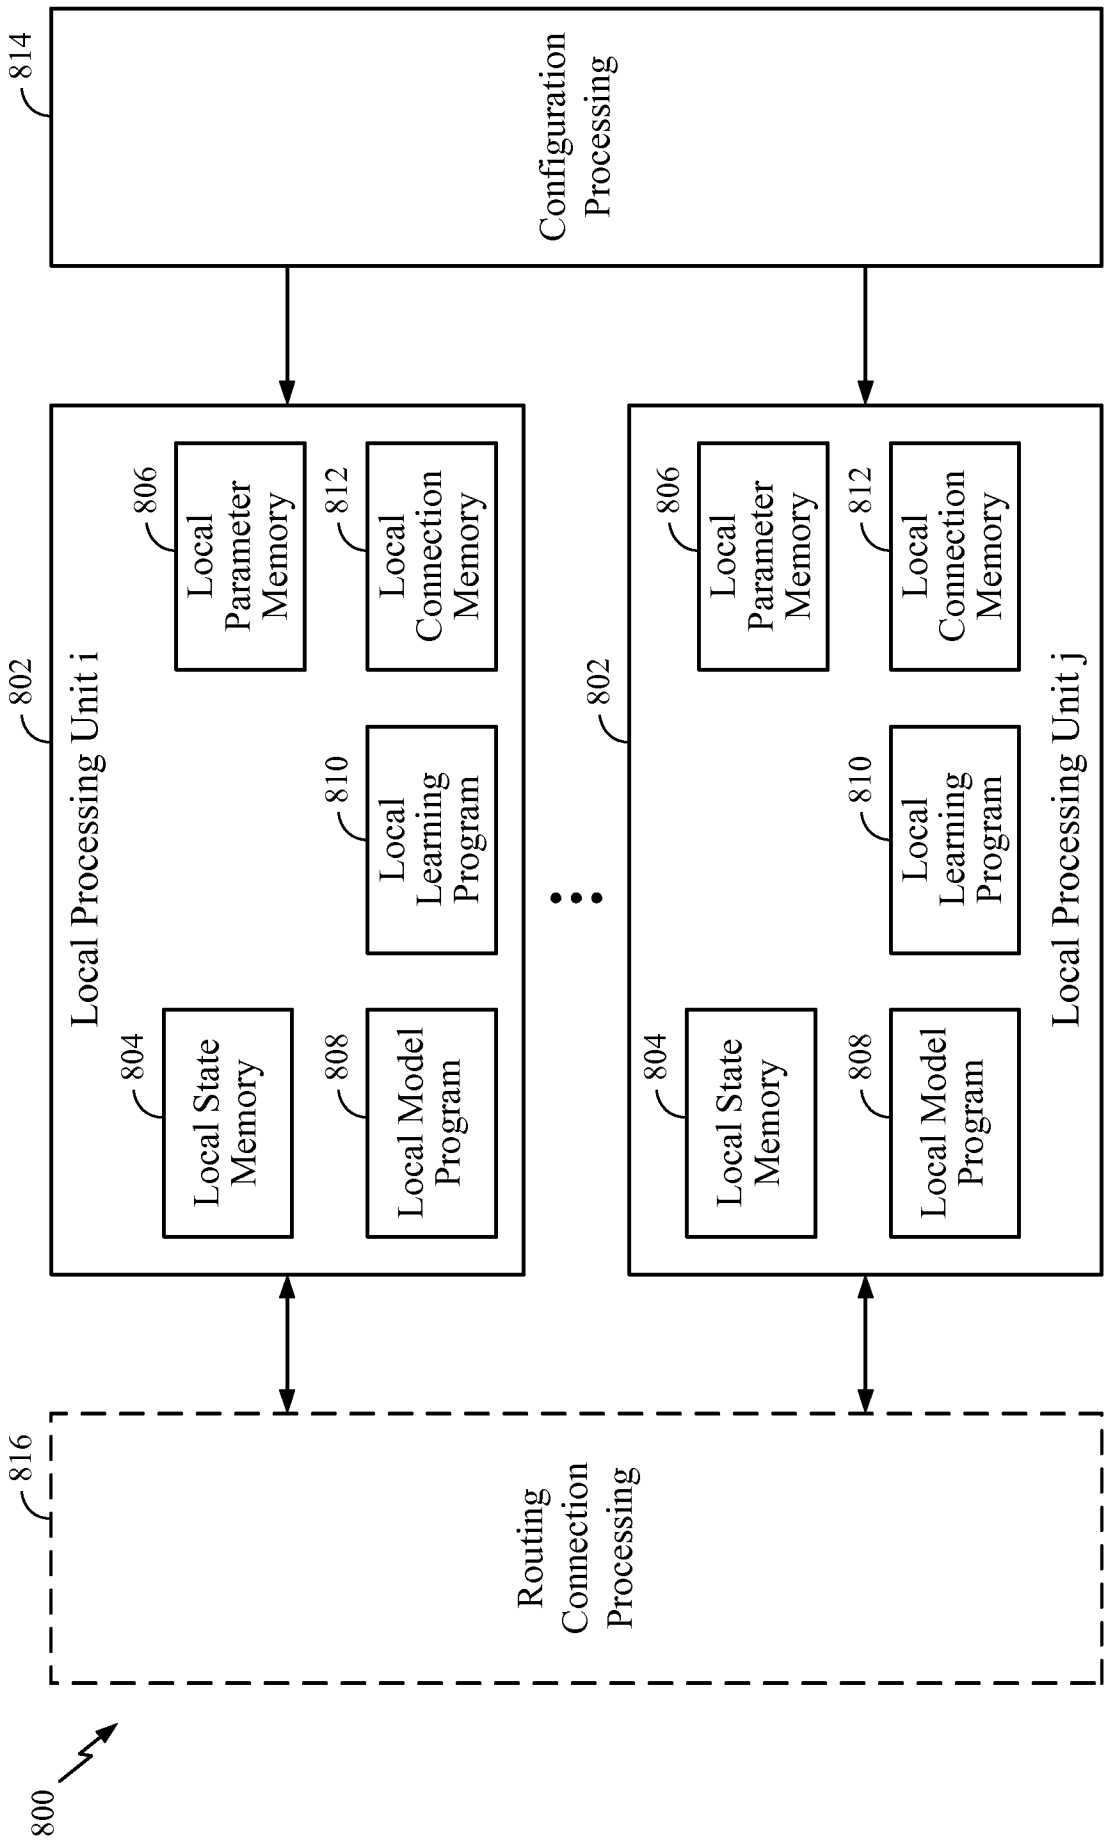 800
816
Routing
Connection
Processing
802
Local Processing Unit i
804
Local State
Memory
806
Local
Parameter
Memory
808
Local Model
Program
810
Local
Learning
Program
812
Local
Connection
Memory
802
804
Local State
Memory
806
Local
Parameter
Memory
808
Local Model
Program
810
Local
Learning
Program
812
Local
Connection
Memory
Local Processing Unit j
814
Configuration
Processing